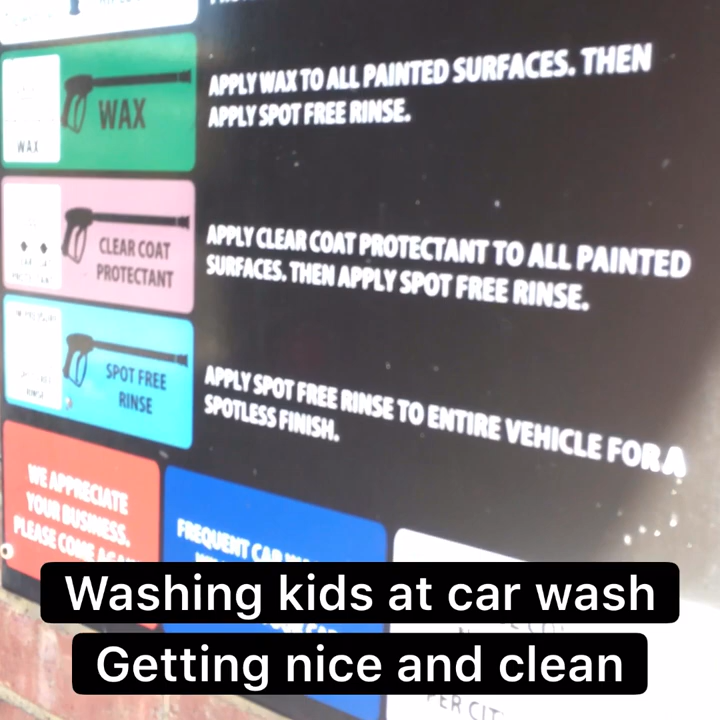 WAX
WAX
APPLY WAX TO ALL PAINTED SURFACES. THEN
APPLY SPOT FREE RINSE.
CLEAR COAT
PROTECTANT
APPLY CLEAR COAT PROTECTANT TO ALL PAINTED
SURFACES. THEN APPLY SPOT FREE RINSE.
SPOT FREE
RINSE
APPLY SPOT FREE RINSE TO ENTIRE VEHICLE FOR A
SPOTLESS FINISH.
WE APPRECIATE
YOUR BUSINESS.
PLEASE COME
FREQUENT CAR
Washing kids at car wash
Getting nice and clean
PER